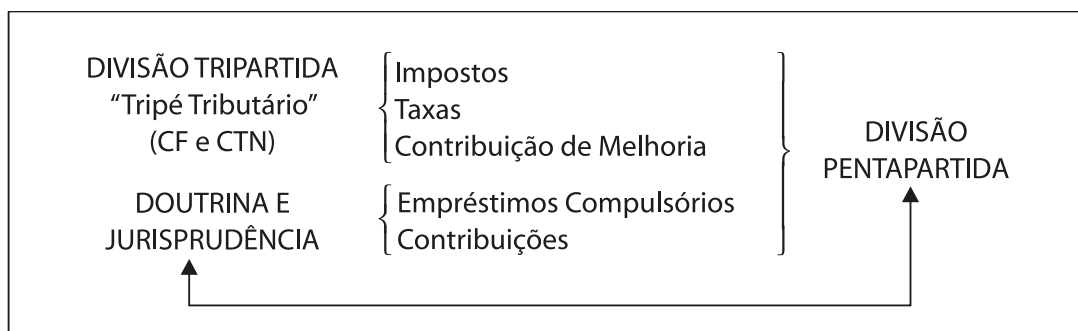 DIVISÃO TRIPARTIDA
“Tripé Tributário”
(CF e CTN)
Impostos
Taxas
Contribuição de Melhoria
DOUTRINA E
JURISPRUDÊNCIA
Empréstimos Compulsórios
Contribuições
DIVISÃO
PENTAPARTIDA